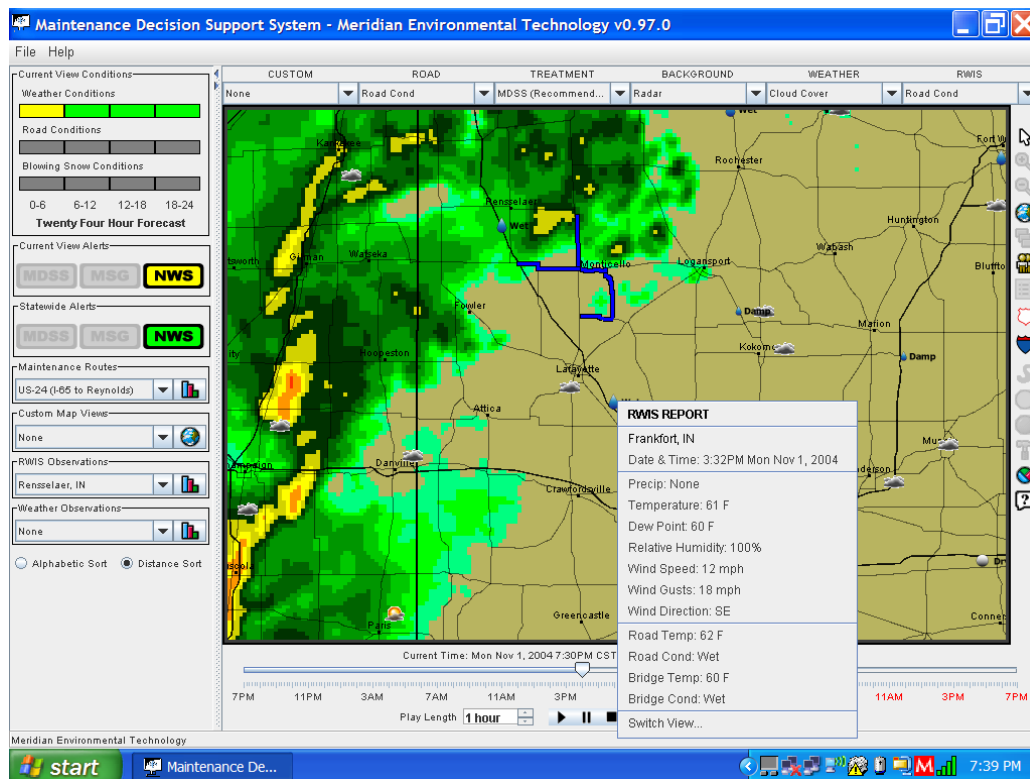 Maintenance Decision Support System - Meridian Environmental Technology v0.97.0
File Help
Current View Conditions
Weather Conditions
Road Conditions
Blowing Snow Conditions
0-6 6-12 12-18 18-24
Twenty Four Hour Forecast
Current View Alerts
MDSS MSG NWS
Statewide Alerts
MDSS MSG NWS
Maintenance Routes
US-24 (I-65 to Reynolds)
Custom Map Views
None
RWIS Observations
Rensselaer, IN
Weather Observations
None
Alphabetic Sort Distance Sort
CUSTOM ROAD TREATMENT BACKGROUND WEATHER RWIS
None Road Cond MDSS (Recommend... Radar Cloud Cover Road Cond
Wet
Fort W
Kankakee
Rochester
Rensselaer
Huntington
Wet
Wabash
tsworth Gilman Watseka
Monticello Logansport
Bluffto
Fowler
Damp
Marion
Kokomo
Hoopeston
Damp
Lafayette
Attica
Danville
Crawfordsville
Paris
Greencastle
Conner
RWIS REPORT
Frankfort, IN
Date & Time: 3:32PM Mon Nov 1, 2004
Precip: None
Temperature: 61 F
Dew Point: 60 F
Relative Humidity: 100%
Wind Speed: 12 mph
Wind Gusts: 18 mph
Wind Direction: SE
Road Temp: 62 F
Road Cond: Wet
Bridge Temp: 60 F
Bridge Cond: Wet
Switch View...
Current Time: Mon Nov 1, 2004 7:30PM CST
7PM 11PM 3AM 7AM 11AM 3PM 11AM 3PM 7PM
Play Length 1 hour
Meridian Environmental Technology
start Maintenance De... 7:39 PM